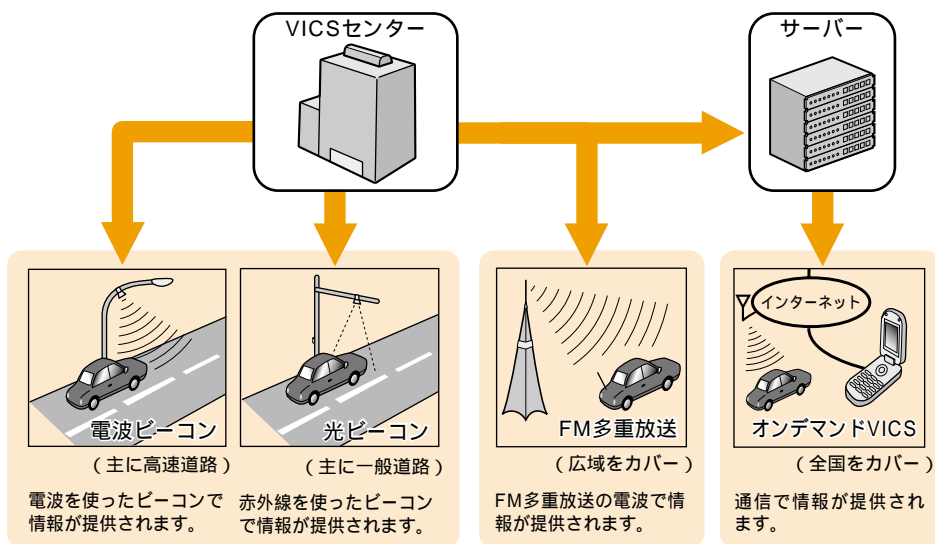 VICSセンター
サーバー
インターネット
電波ビーコン
光ビーコン
FM多重放送
オンデマンドVICS
(主に高速道路)
(主に一般道路)
(広域をカバー)
(全国をカバー)
電波を使ったビーコンで
情報が提供されます。
赤外線を使ったビーコン
で情報が提供されます。
FM多重放送の電波で情
報が提供されます。
通信で情報が提供され
ます。